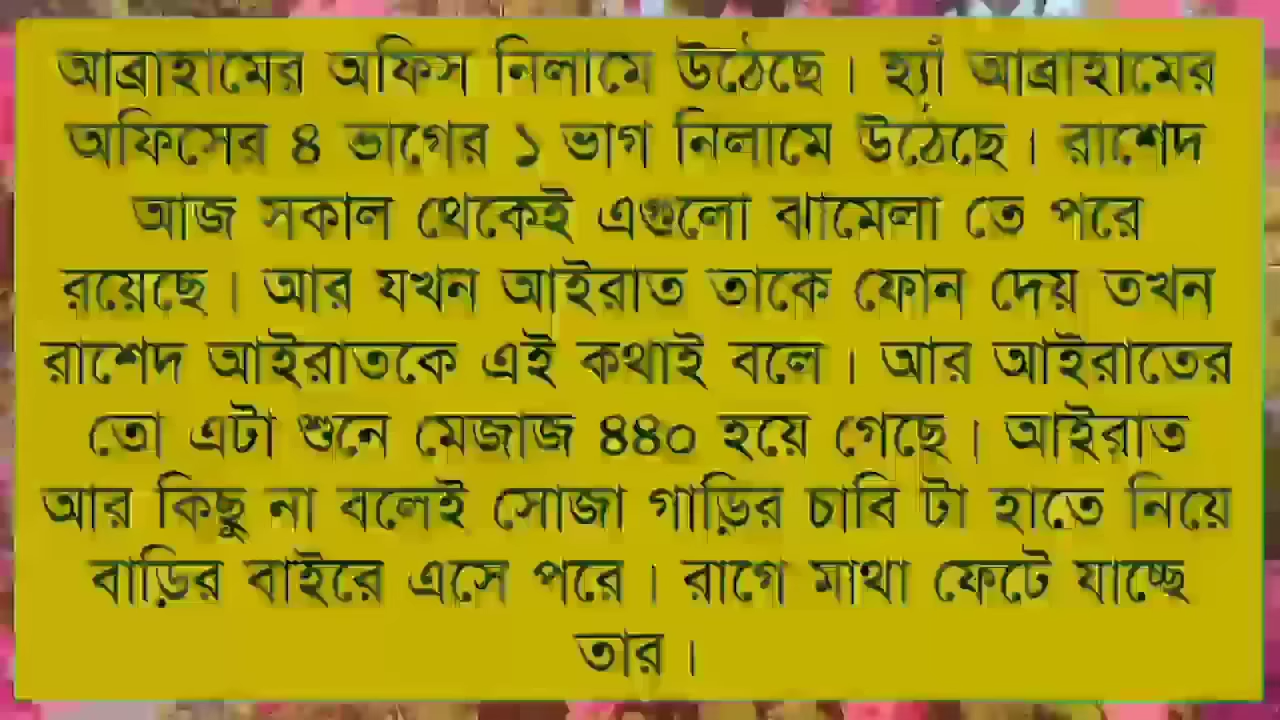 আব্রাহামের অফিস নিলামে উঠেছে। হ্যাঁ আব্রাহামের
অফিসের ৪ ভাগের ১ ভাগ নিলামে উঠেছে। রাশেদ
আজ সকাল থেকেই এগুলো ঝামেলা তে পরে
রয়েছে। আর যখন আইরাত তাকে ফোন দেয় তখন
রাশেদ আইরাতকে এই কথাই বলে। আর আইরাতের
তো এটা শুনে মেজাজ ৪৪০ হয়ে গেছে। আইরাত
আর কিছু না বলেই সোজা গাড়ির চাবি টা হাতে নিয়ে
বাড়ির বাইরে এসে পরে। রাগে মাথা ফেটে যাচ্ছে
তার।